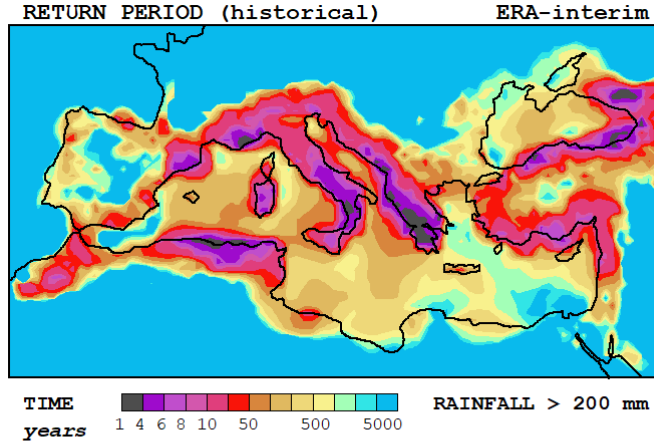 RETURN PERIOD (historical) ERA-interim
TIME years 1 4 6 8 10 50 500 5000 RAINFALL > 200 mm